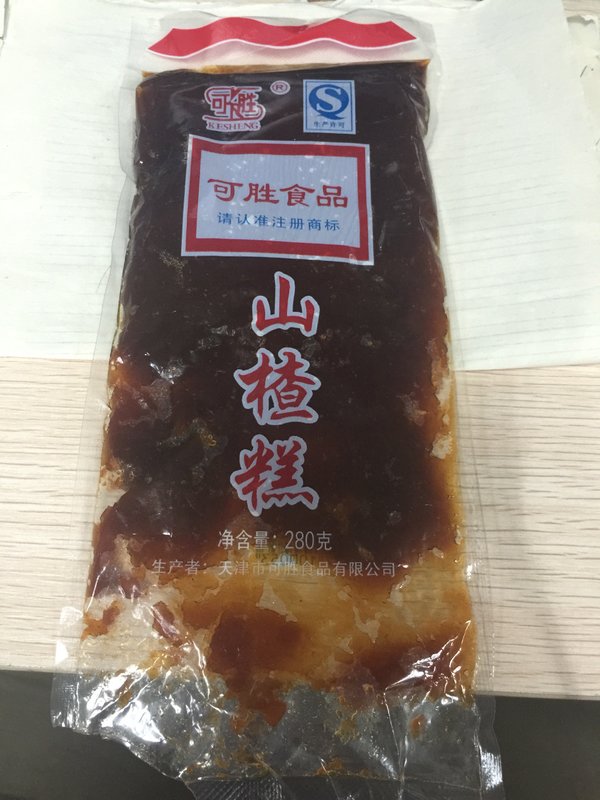 可胜
®
KESHENG
生产许可
可胜食品
请认准注册商标
山楂糕
净含量：280克
生产者：天津市可胜食品有限公司